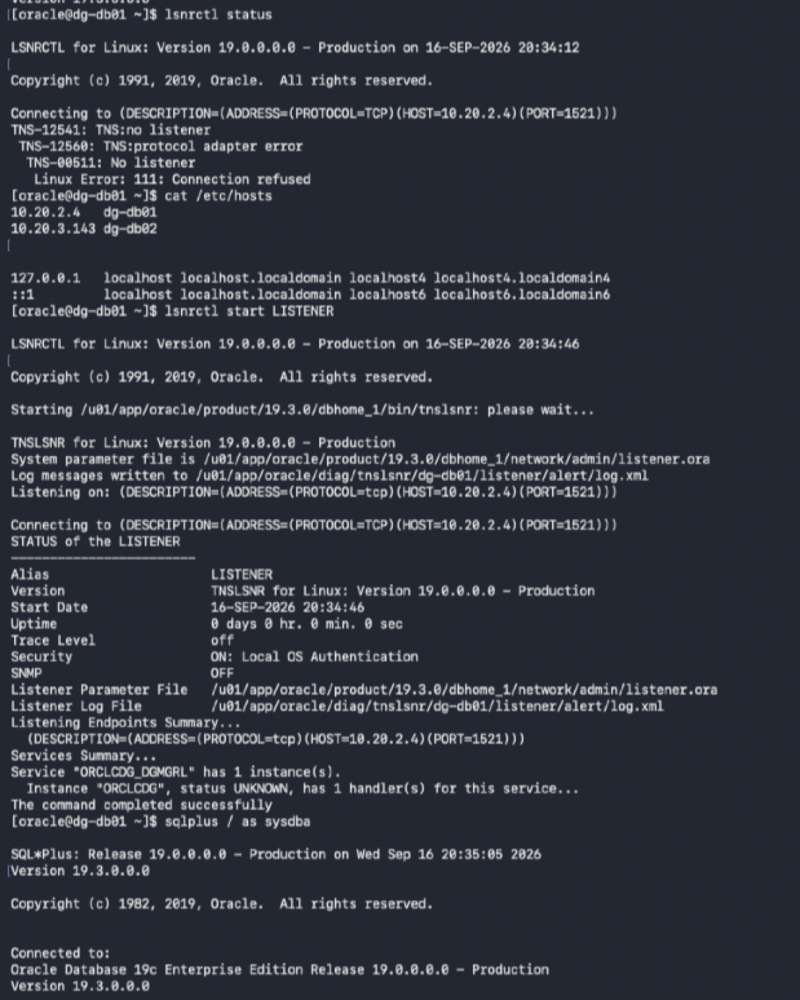 [oracle@dg-db01 ~]$ lsnrctl status
LSNRCTL for Linux: Version 19.0.0.0.0 - Production on 16-SEP-2026 20:34:12
Copyright (c) 1991, 2019, Oracle.  All rights reserved.
Connecting to (DESCRIPTION=(ADDRESS=(PROTOCOL=TCP)(HOST=10.20.2.4)(PORT=1521)))
TNS-12541: TNS:no listener
 TNS-12560: TNS:protocol adapter error
  TNS-00511: No listener
   Linux Error: 111: Connection refused
[oracle@dg-db01 ~]$ cat /etc/hosts
10.20.2.4   dg-db01
10.20.3.143 dg-db02
127.0.0.1   localhost localhost.localdomain localhost4 localhost4.localdomain4
::1         localhost localhost.localdomain localhost6 localhost6.localdomain6
[oracle@dg-db01 ~]$ lsnrctl start LISTENER
LSNRCTL for Linux: Version 19.0.0.0.0 - Production on 16-SEP-2026 20:34:46
Copyright (c) 1991, 2019, Oracle.  All rights reserved.
Starting /u01/app/oracle/product/19.3.0/dbhome_1/bin/tnslsnr: please wait...
TNSLSNR for Linux: Version 19.0.0.0.0 - Production
System parameter file is /u01/app/oracle/product/19.3.0/dbhome_1/network/admin/listener.ora
Log messages written to /u01/app/oracle/diag/tnslsnr/dg-db01/listener/alert/log.xml
Listening on: (DESCRIPTION=(ADDRESS=(PROTOCOL=tcp)(HOST=10.20.2.4)(PORT=1521)))
Connecting to (DESCRIPTION=(ADDRESS=(PROTOCOL=TCP)(HOST=10.20.2.4)(PORT=1521)))
STATUS of the LISTENER
------------------------
Alias                     LISTENER
Version                   TNSLSNR for Linux: Version 19.0.0.0.0 - Production
Start Date                16-SEP-2026 20:34:46
Uptime                    0 days 0 hr. 0 min. 0 sec
Trace Level               off
Security                  ON: Local OS Authentication
SNMP                      OFF
Listener Parameter File   /u01/app/oracle/product/19.3.0/dbhome_1/network/admin/listener.ora
Listener Log File         /u01/app/oracle/diag/tnslsnr/dg-db01/listener/alert/log.xml
Listening Endpoints Summary...
  (DESCRIPTION=(ADDRESS=(PROTOCOL=tcp)(HOST=10.20.2.4)(PORT=1521)))
Services Summary...
Service "ORCLCDG_DGMGRL" has 1 instance(s).
  Instance "ORCLCDG", status UNKNOWN, has 1 handler(s) for this service...
The command completed successfully
[oracle@dg-db01 ~]$ sqlplus / as sysdba
SQL*Plus: Release 19.0.0.0.0 - Production on Wed Sep 16 20:35:05 2026
Version 19.3.0.0.0
Copyright (c) 1982, 2019, Oracle.  All rights reserved.
Connected to:
Oracle Database 19c Enterprise Edition Release 19.0.0.0.0 - Production
Version 19.3.0.0.0